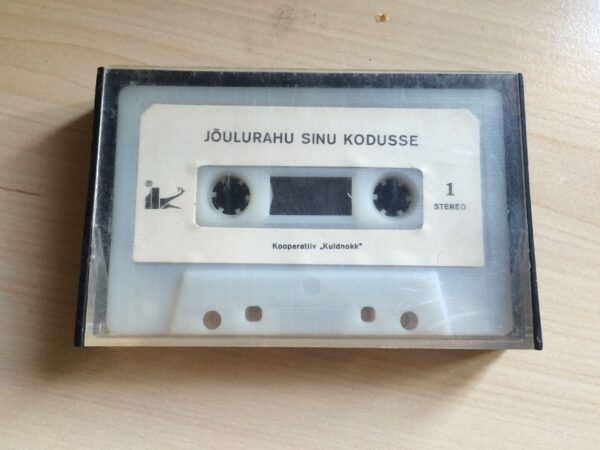 JÕULURAHU SINU KODUSSE
®
1
STEREO
Kooperatiiv „Kuldnokk"